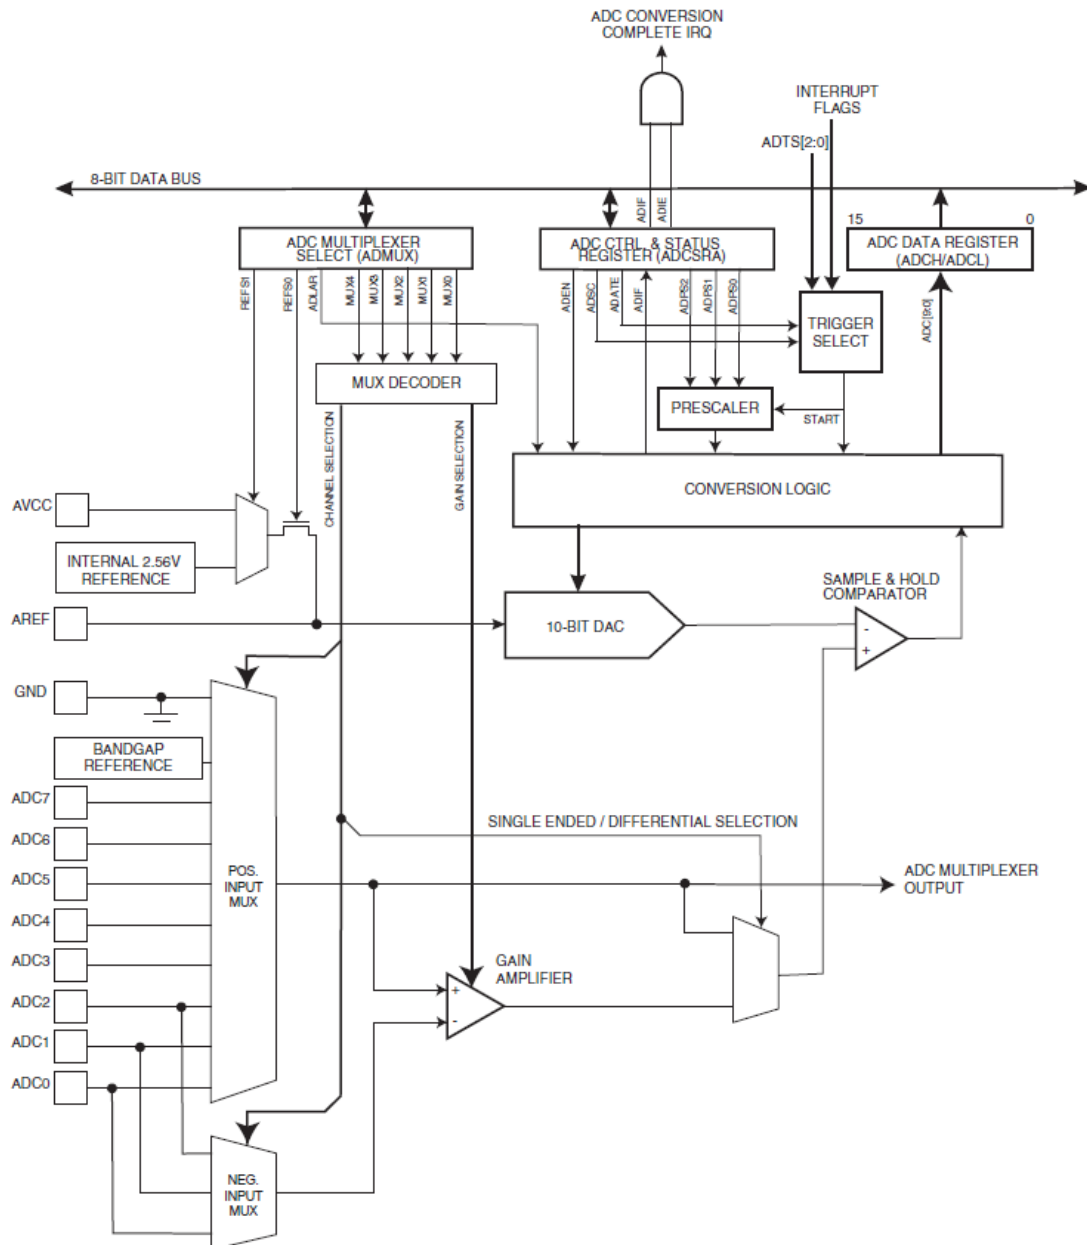 ADC CONVERSION
COMPLETE IRQ
INTERRUPT
FLAGS
ADTS[2:0]
8-BIT DATA BUS
ADIF
ADIE
15
0
ADC MULTIPLEXER
SELECT (ADMUX)
ADC CTRL. & STATUS
REGISTER (ADCSRA)
ADC DATA REGISTER
(ADCH/ADCL)
REFS1
REFS0
ADLAR
MUX4
MUX3
MUX2
MUX1
MUX0
ADEN
ADSC
ADATE
ADIF
ADPS2
ADPS1
ADPS0
ADC[9:0]
TRIGGER
SELECT
MUX DECODER
PRESCALER
START
CHANNEL SELECTION
GAIN SELECTION
CONVERSION LOGIC
AVCC
INTERNAL 2.56V
REFERENCE
SAMPLE & HOLD
COMPARATOR
AREF
10-BIT DAC
-
+
GND
BANDGAP
REFERENCE
ADC7
SINGLE ENDED / DIFFERENTIAL SELECTION
ADC6
ADC5
POS.
INPUT
MUX
ADC MULTIPLEXER
OUTPUT
ADC4
ADC3
GAIN
AMPLIFIER
ADC2
+
-
ADC1
ADC0
NEG.
INPUT
MUX